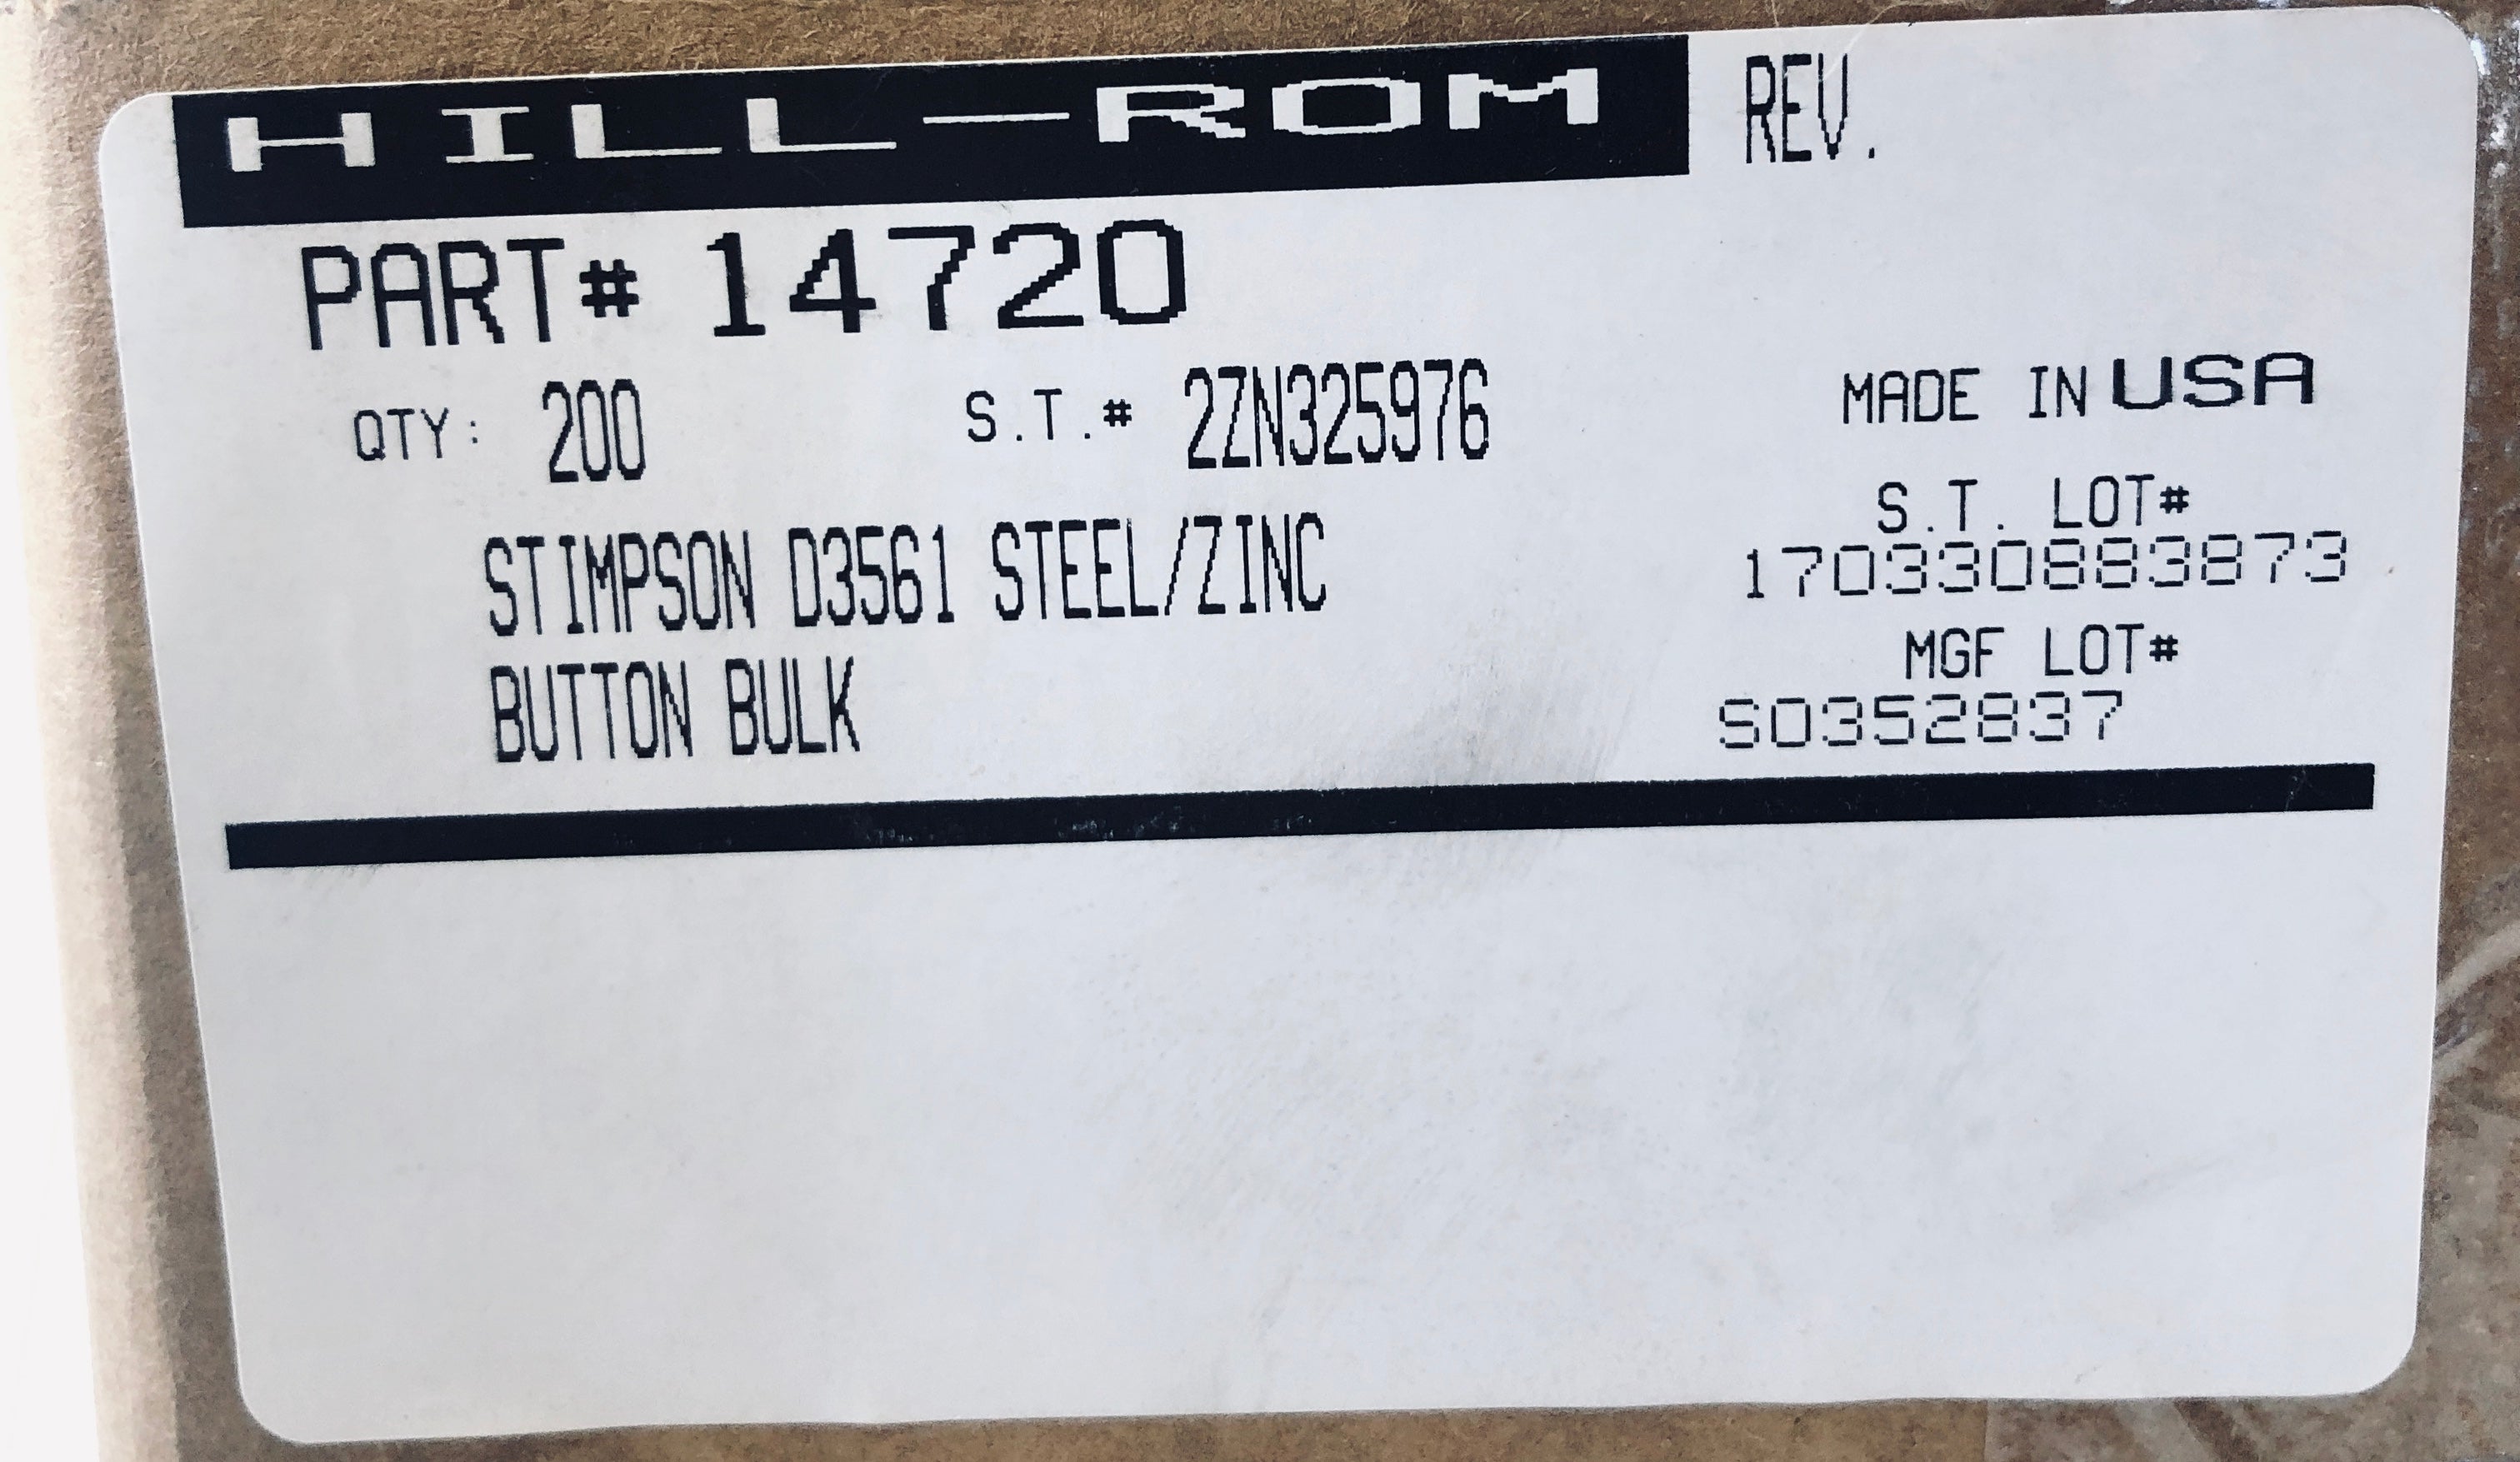 HILL-ROM REV.
PART# 14720
QTY: 200 S.T.# 2ZN325976 MADE IN USA
S.T. LOT#
STIMPSON D3561 STEEL/ZINC 170330883873
MGF LOT#
BUTTON BULK S0352837